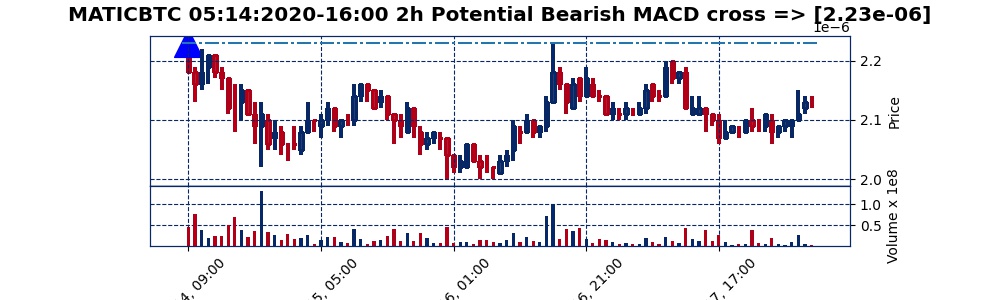 MATICBTC 05:14:2020-16:00 2h Potential Bearish MACD cross => [2.23e-06]
1e−6
2.2
2.1
2.0
Price
1.0
0.5
Volume x 1e8
4, 09:00
5, 05:00
6, 01:00
6, 21:00
7, 17:00